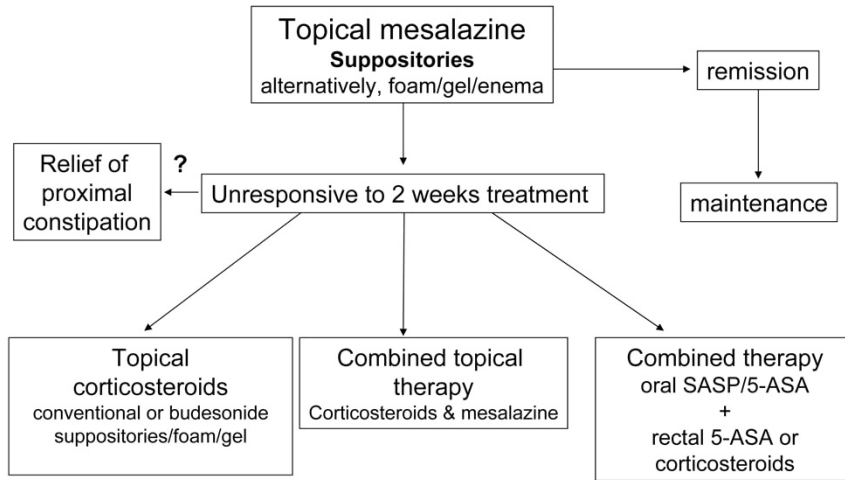 Topical mesalazine
Suppositories
alternatively, foam/gel/enema
remission
Relief of
proximal
constipation
?
Unresponsive to 2 weeks treatment
maintenance
Topical
corticosteroids
conventional or budesonide
suppositories/foam/gel
Combined topical
therapy
Corticosteroids & mesalazine
Combined therapy
oral SASP/5-ASA
+
rectal 5-ASA or
corticosteroids